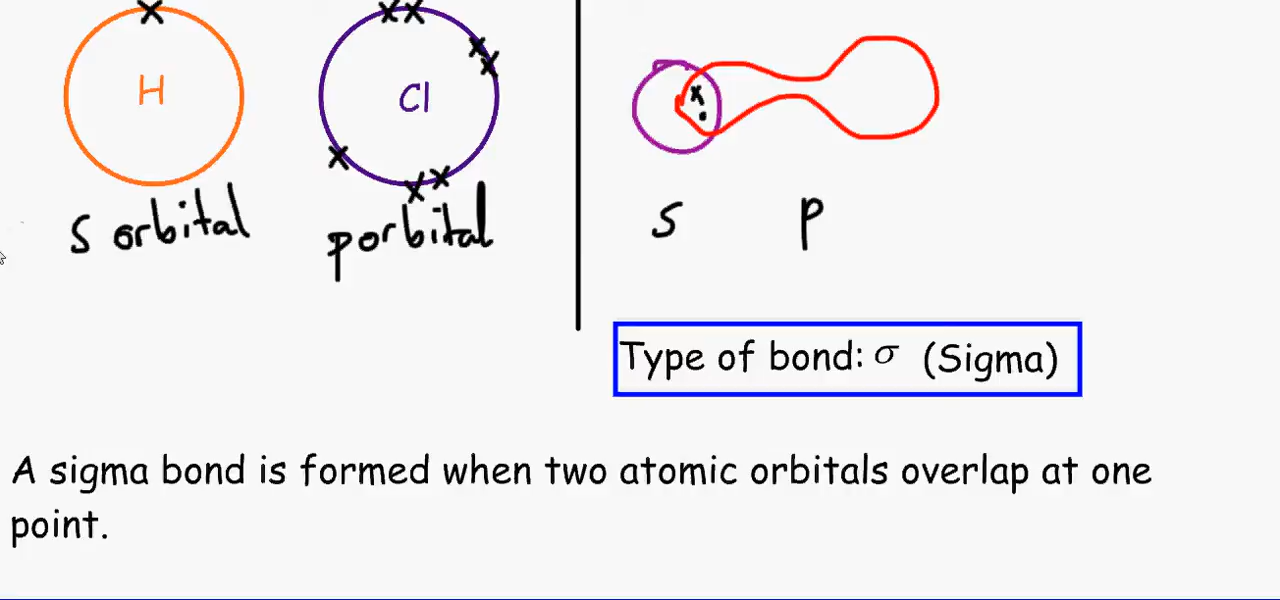 H
Cl
s orbital
p orbital
s p
Type of bond: σ (Sigma)
A sigma bond is formed when two atomic orbitals overlap at one
point.